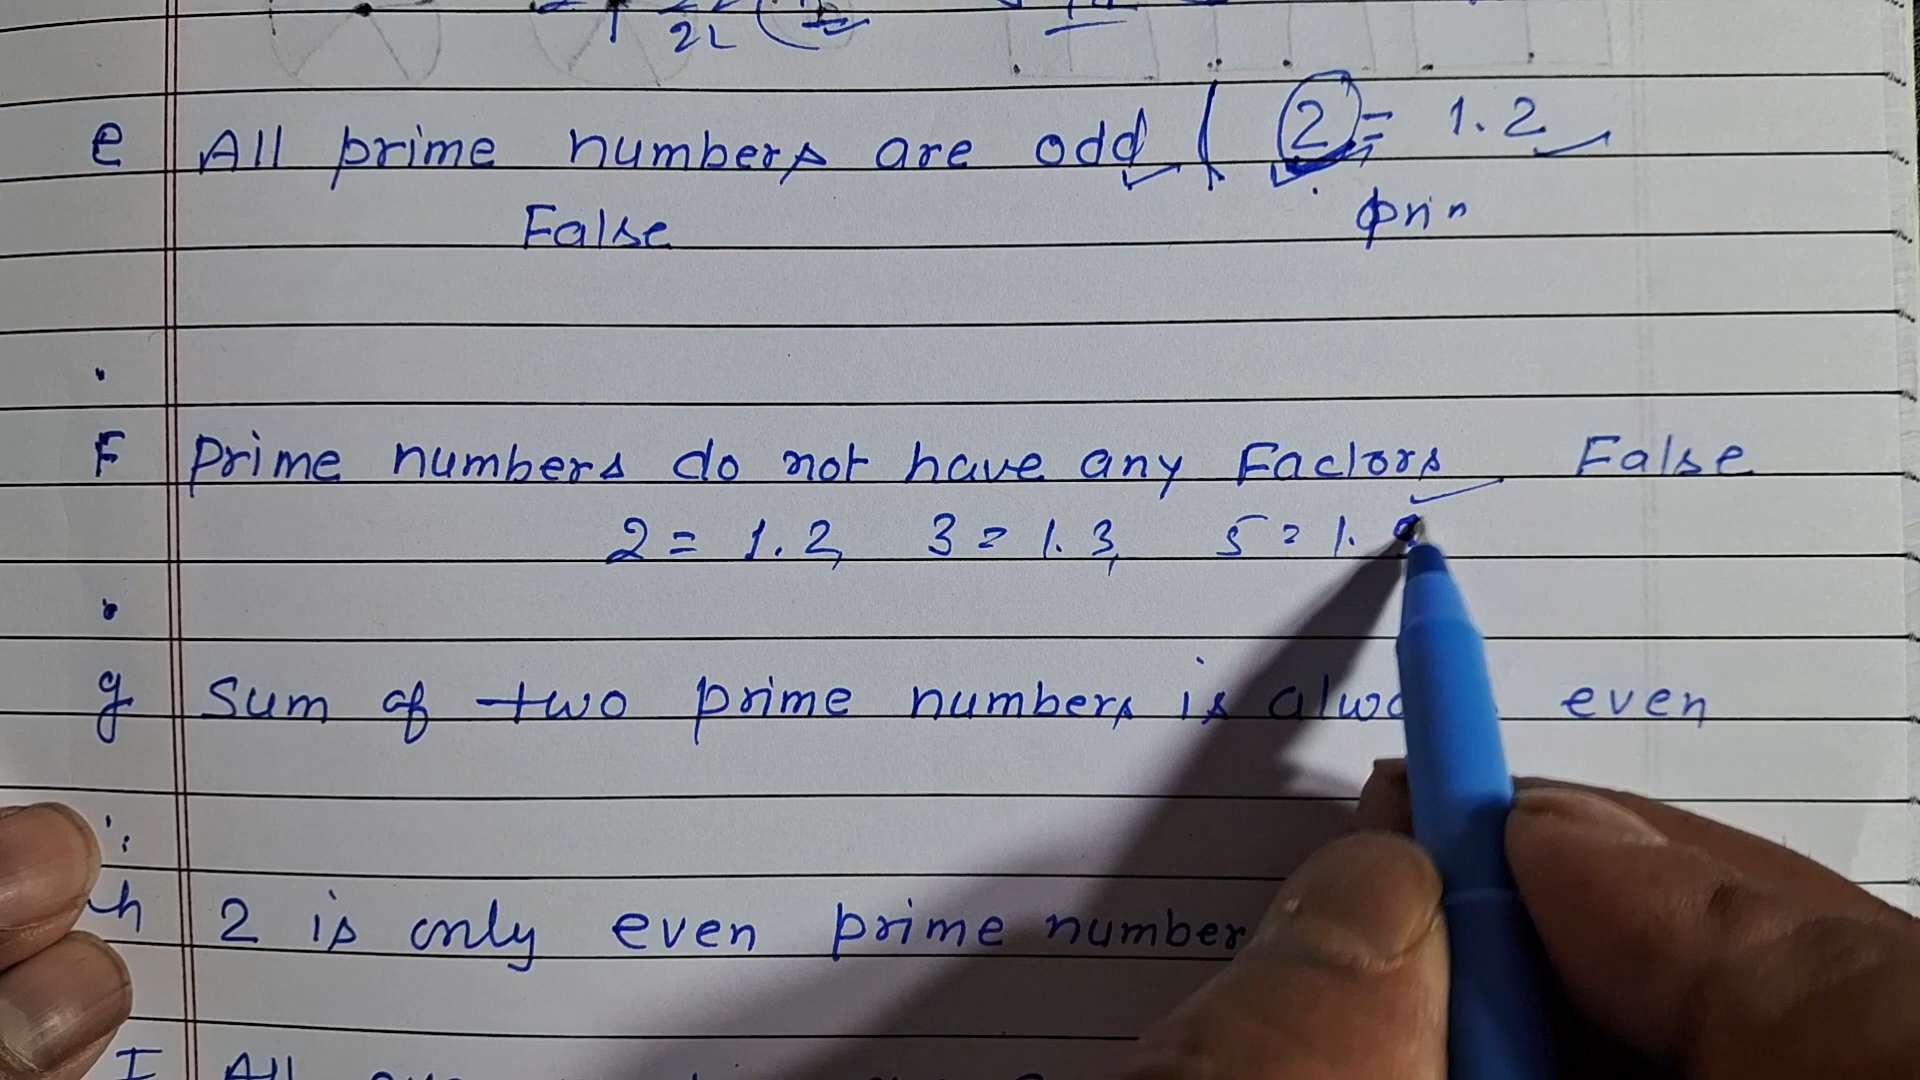 2L
e All prime numbers are odd ( 2 = 1.2
False prin
F Prime numbers do not have any Factors False
2 = 1.2, 3 = 1.3, 5 = 1.
g Sum of two prime numbers is even
h 2 is only even prime number
I All